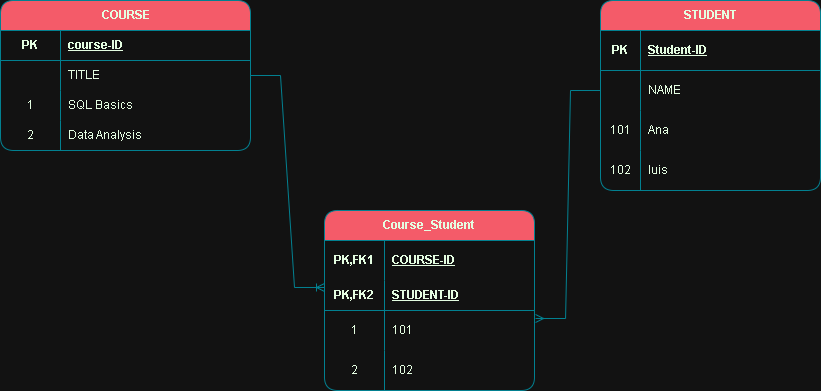 COURSE
PK course-ID
TITLE
1 SQL Basics
2 Data Analysis
STUDENT
PK Student-ID
NAME
101 Ana
102 luis
Course_Student
PK,FK1 COURSE-ID
PK,FK2 STUDENT-ID
1 101
2 102